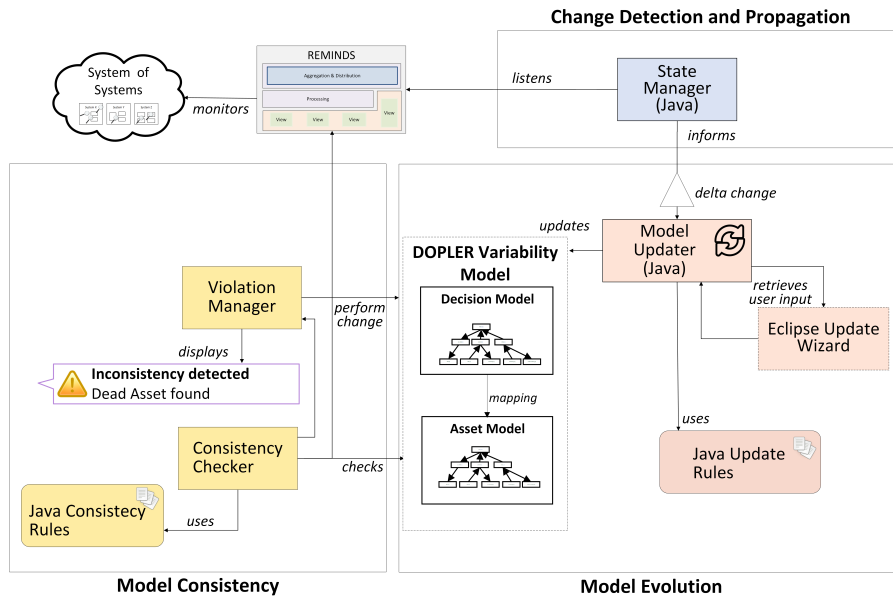 Change Detection and Propagation
REMINDS
Aggregation & Distribution
Processing
View
View
View
View
System of
Systems
monitors
listens
State
Manager
(Java)
informs
delta change
updates
Model
Updater
(Java)
retrieves
user input
Eclipse Update
Wizard
uses
Java Update
Rules
DOPLER Variability
Model
Decision Model
mapping
Asset Model
Violation
Manager
perform
change
displays
Inconsistency detected
Dead Asset found
Consistency
Checker
checks
Java Consistecy
Rules
uses
Model Consistency
Model Evolution